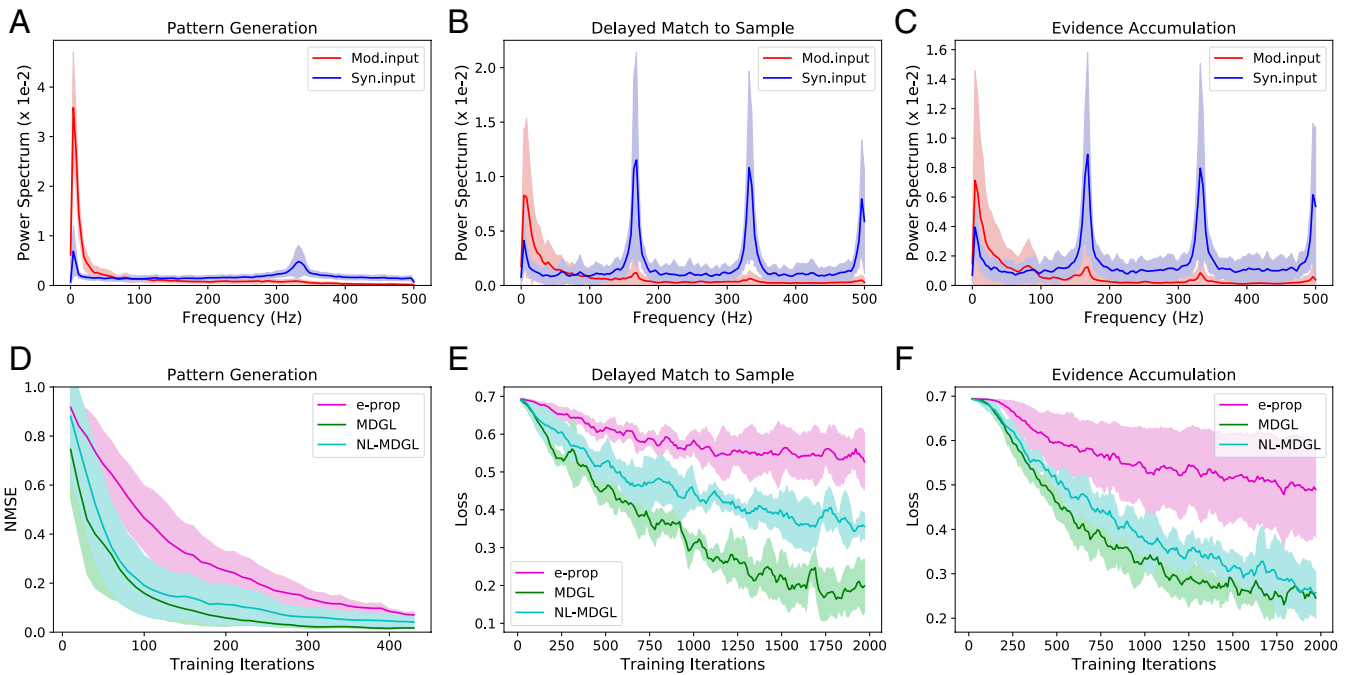 A
Pattern Generation
Mod.input
Syn.input
Power Spectrum (x 1e-2)
4
3
2
1
0
0 100 200 300 400 500
Frequency (Hz)
B
Delayed Match to Sample
Mod.input
Syn.input
Power Spectrum (x 1e-2)
2.0
1.5
1.0
0.5
0.0
0 100 200 300 400 500
Frequency (Hz)
C
Evidence Accumulation
Mod.input
Syn.input
Power Spectrum (x 1e-2)
1.6
1.4
1.2
1.0
0.8
0.6
0.4
0.2
0.0
0 100 200 300 400 500
Frequency (Hz)
D
Pattern Generation
e-prop
MDGL
NL-MDGL
NMSE
1.0
0.8
0.6
0.4
0.2
0.0
0 100 200 300 400
Training Iterations
E
Delayed Match to Sample
e-prop
MDGL
NL-MDGL
Loss
0.7
0.6
0.5
0.4
0.3
0.2
0.1
0 250 500 750 1000 1250 1500 1750 2000
Training Iterations
F
Evidence Accumulation
e-prop
MDGL
NL-MDGL
Loss
0.7
0.6
0.5
0.4
0.3
0.2
0 250 500 750 1000 1250 1500 1750 2000
Training Iterations